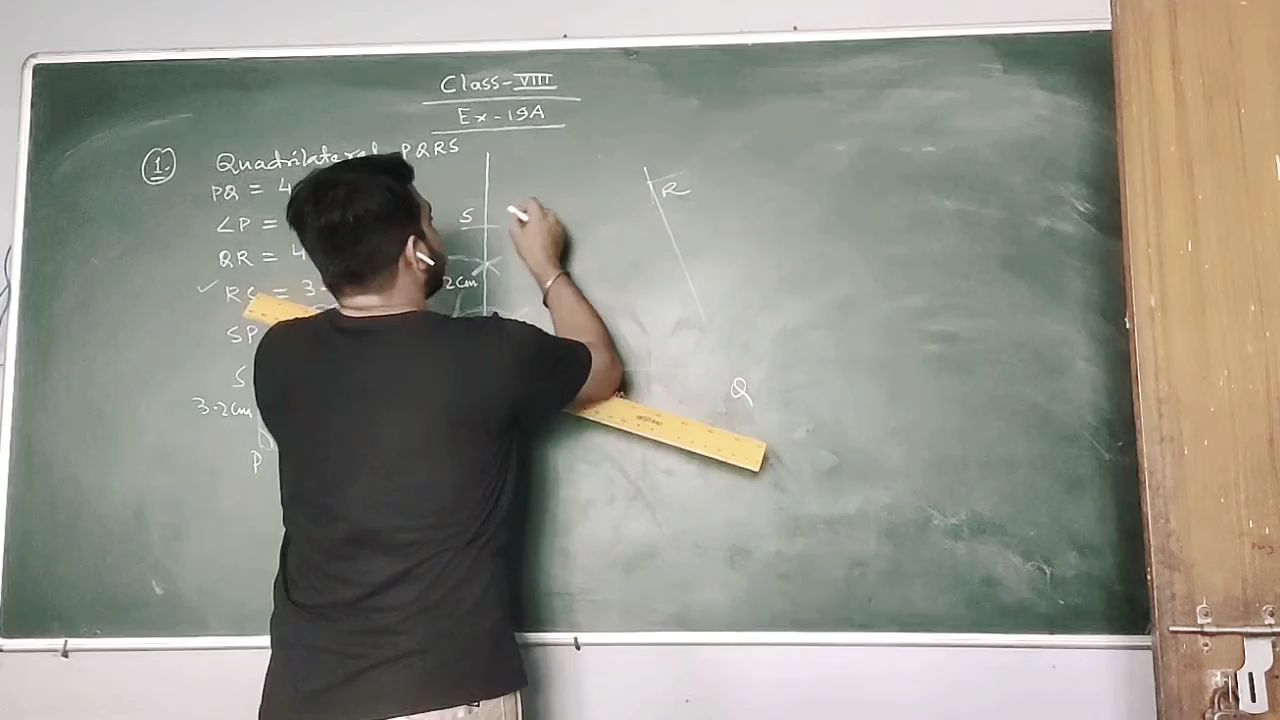 Class-VIII
Ex-19A
1. Quadrilateral PQRS
PQ = 4
∠P =
QR = 4
✓ RS = 3-
SP
S
3.2cm
P
S
2cm
R
Q